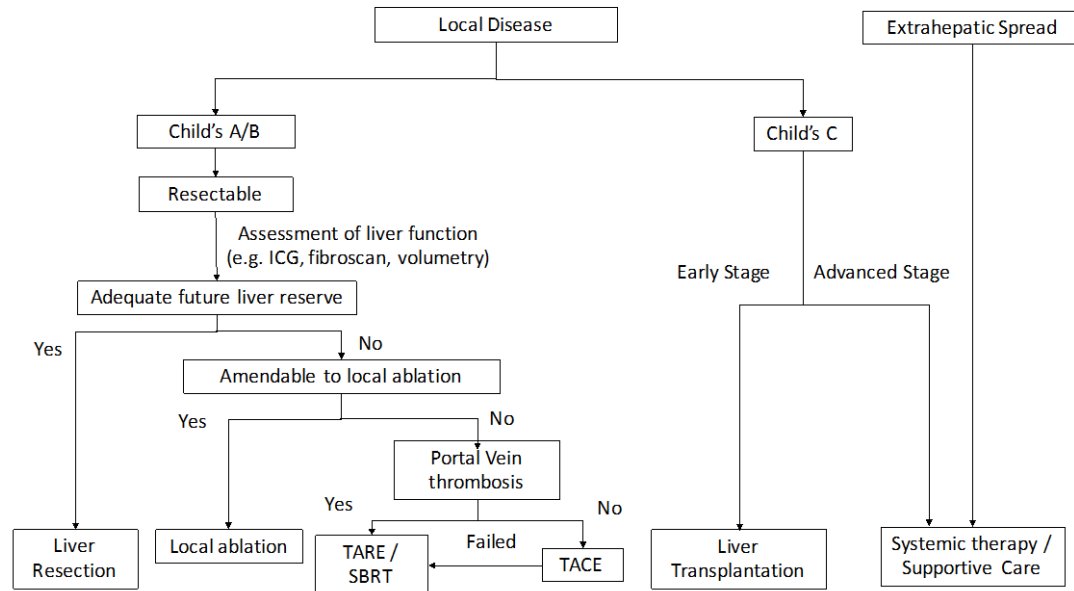 Local Disease
Extrahepatic Spread
Child's A/B
Child's C
Resectable
Assessment of liver function
(e.g. ICG, fibroscan, volumetry)
Early Stage
Advanced Stage
Adequate future liver reserve
Yes
No
Amendable to local ablation
Yes
No
Portal Vein
thrombosis
Yes
No
Liver
Resection
Local ablation
TARE /
SBRT
Failed
TACE
Liver
Transplantation
Systemic therapy /
Supportive Care